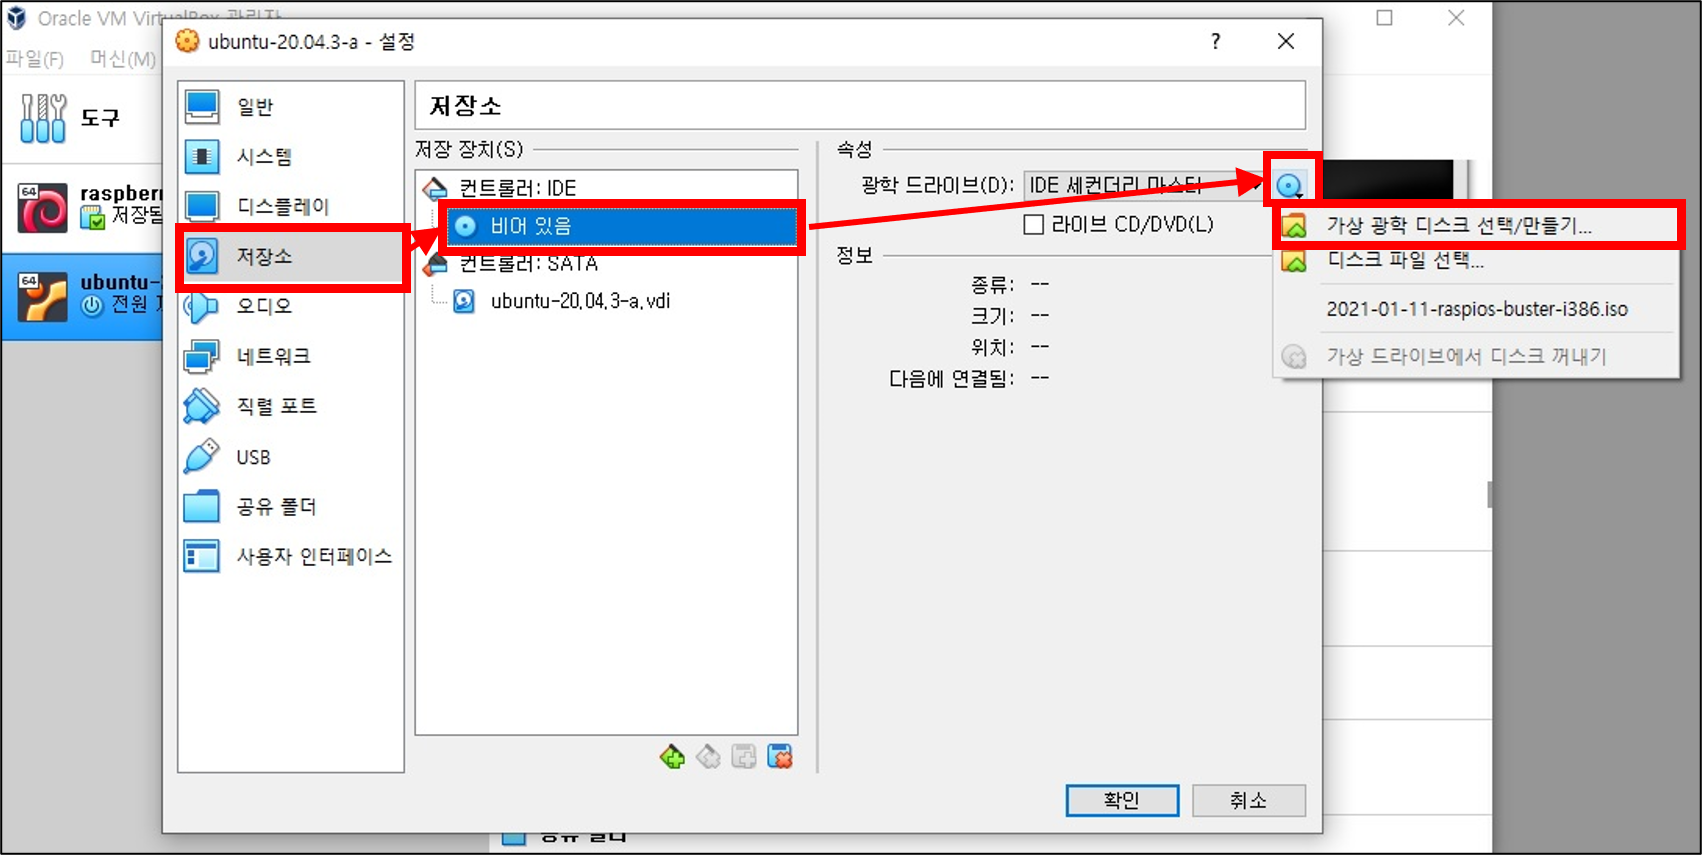 Oracle VM VirtualBox 관리자
파일(F) 머신(M)
도구
64
raspberr
저장됨
64
ubuntu-2
전원
ubuntu-20.04.3-a - 설정
?
일반
시스템
디스플레이
저장소
오디오
네트워크
직렬 포트
USB
공유 폴더
사용자 인터페이스
저장소
저장 장치(S)
컨트롤러: IDE
비어 있음
컨트롤러: SATA
ubuntu-20.04.3-a.vdi
속성
광학 드라이브(D): IDE 세컨더리 마스터
라이브 CD/DVD(L)
정보
종류: --
크기: --
위치: --
다음에 연결됨: --
가상 광학 디스크 선택/만들기...
디스크 파일 선택...
2021-01-11-raspios-buster-i386.iso
가상 드라이브에서 디스크 꺼내기
확인
취소
공유 폴더